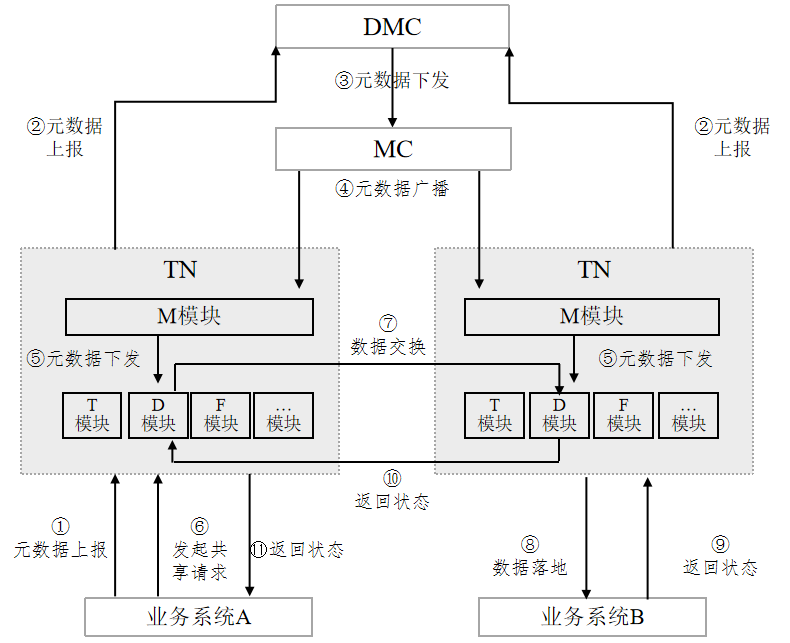 DMC
③元数据下发
②元数据
上报
②元数据
上报
MC
④元数据广播
TN
TN
M模块
M模块
⑦
数据交换
⑤元数据下发
⑤元数据下发
T
模块
D
模块
F
模块
…
模块
T
模块
D
模块
F
模块
…
模块
⑩
返回状态
①
元数据上报
⑥
发起共
享请求
⑪返回状态
⑧
数据落地
⑨
返回状态
业务系统A
业务系统B